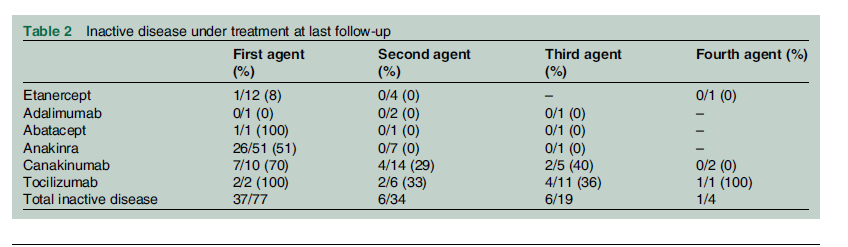 Table 2 Inactive disease under treatment at last follow-up
First agent (%) Second agent (%) Third agent (%) Fourth agent (%)
Etanercept 1/12 (8) 0/4 (0) – 0/1 (0)
Adalimumab 0/1 (0) 0/2 (0) 0/1 (0) –
Abatacept 1/1 (100) 0/1 (0) 0/1 (0) –
Anakinra 26/51 (51) 0/7 (0) 0/1 (0) –
Canakinumab 7/10 (70) 4/14 (29) 2/5 (40) 0/2 (0)
Tocilizumab 2/2 (100) 2/6 (33) 4/11 (36) 1/1 (100)
Total inactive disease 37/77 6/34 6/19 1/4